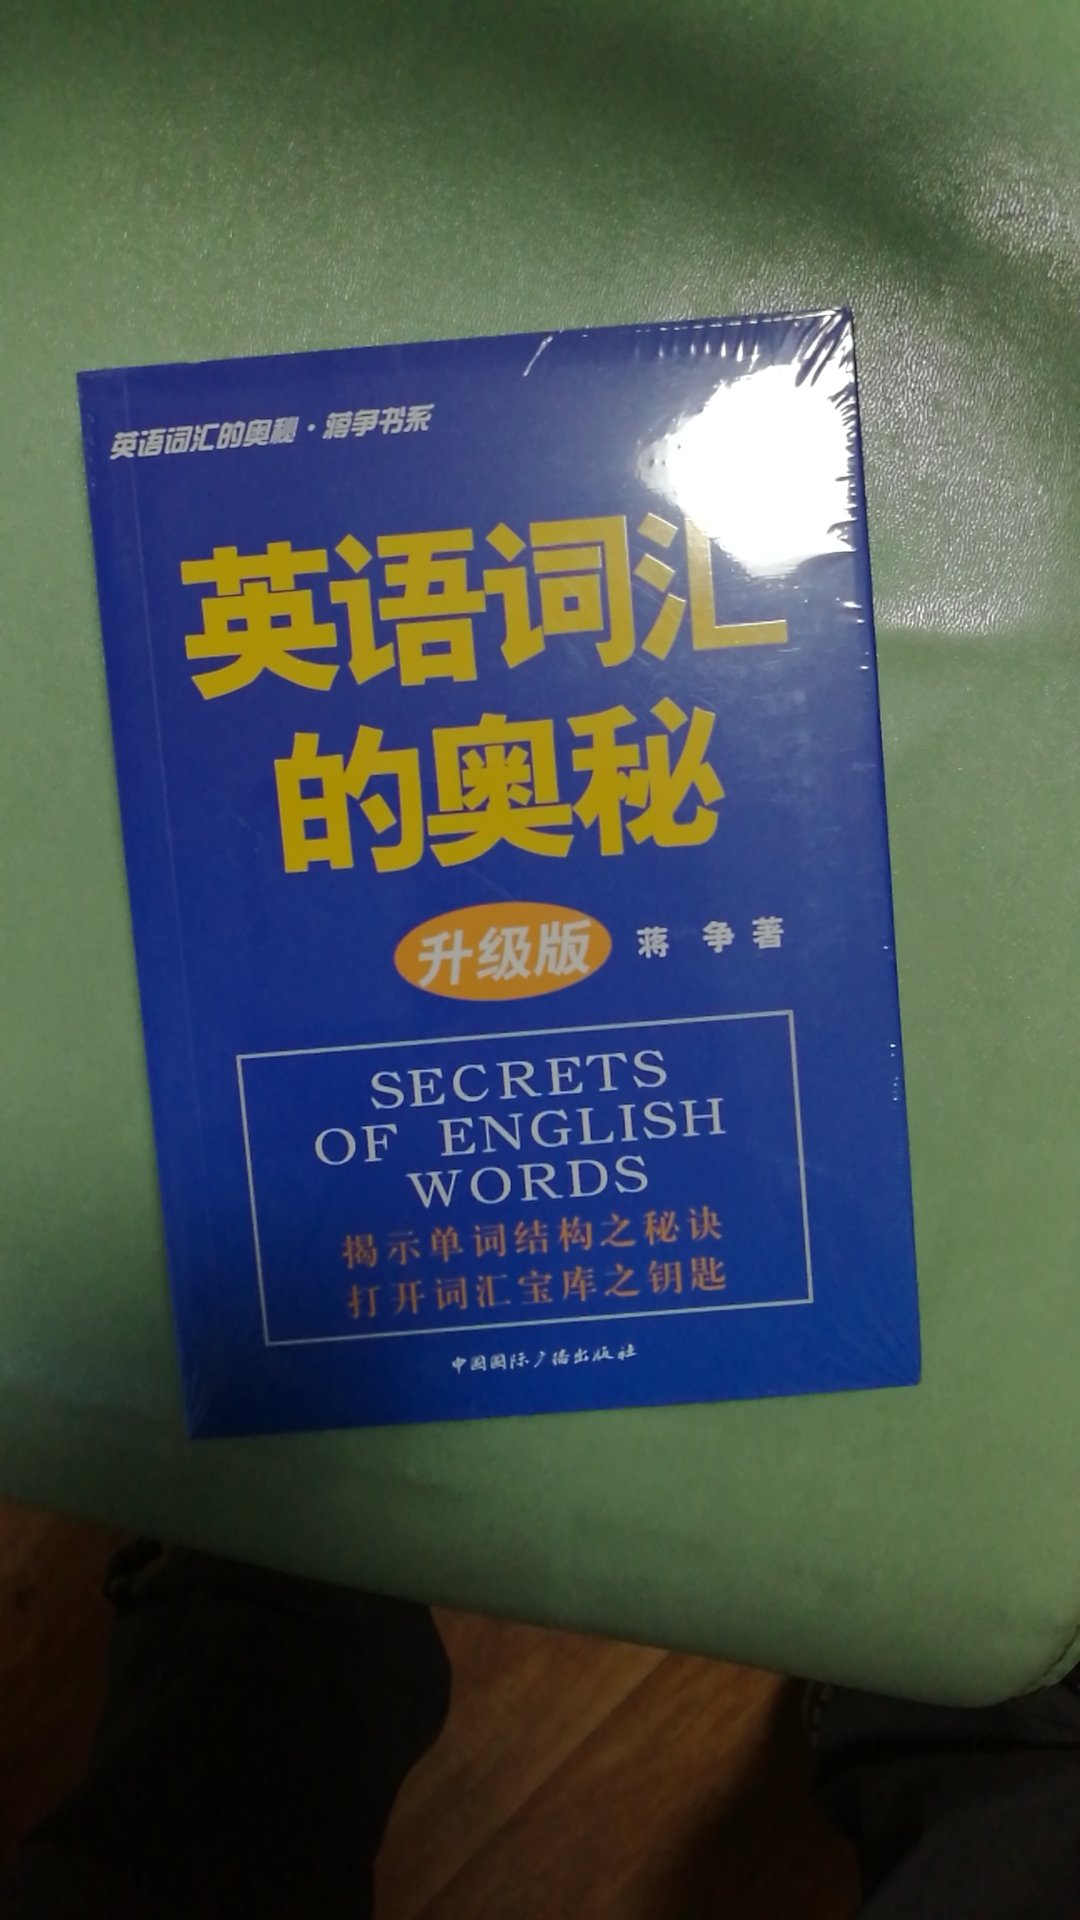 英语词汇的奥秘·蒋争书系
英语词汇
的奥秘
升级版 蒋 争 著
SECRETS
OF ENGLISH
WORDS
揭示单词结构之秘诀
打开词汇宝库之钥匙
中国国际广播出版社